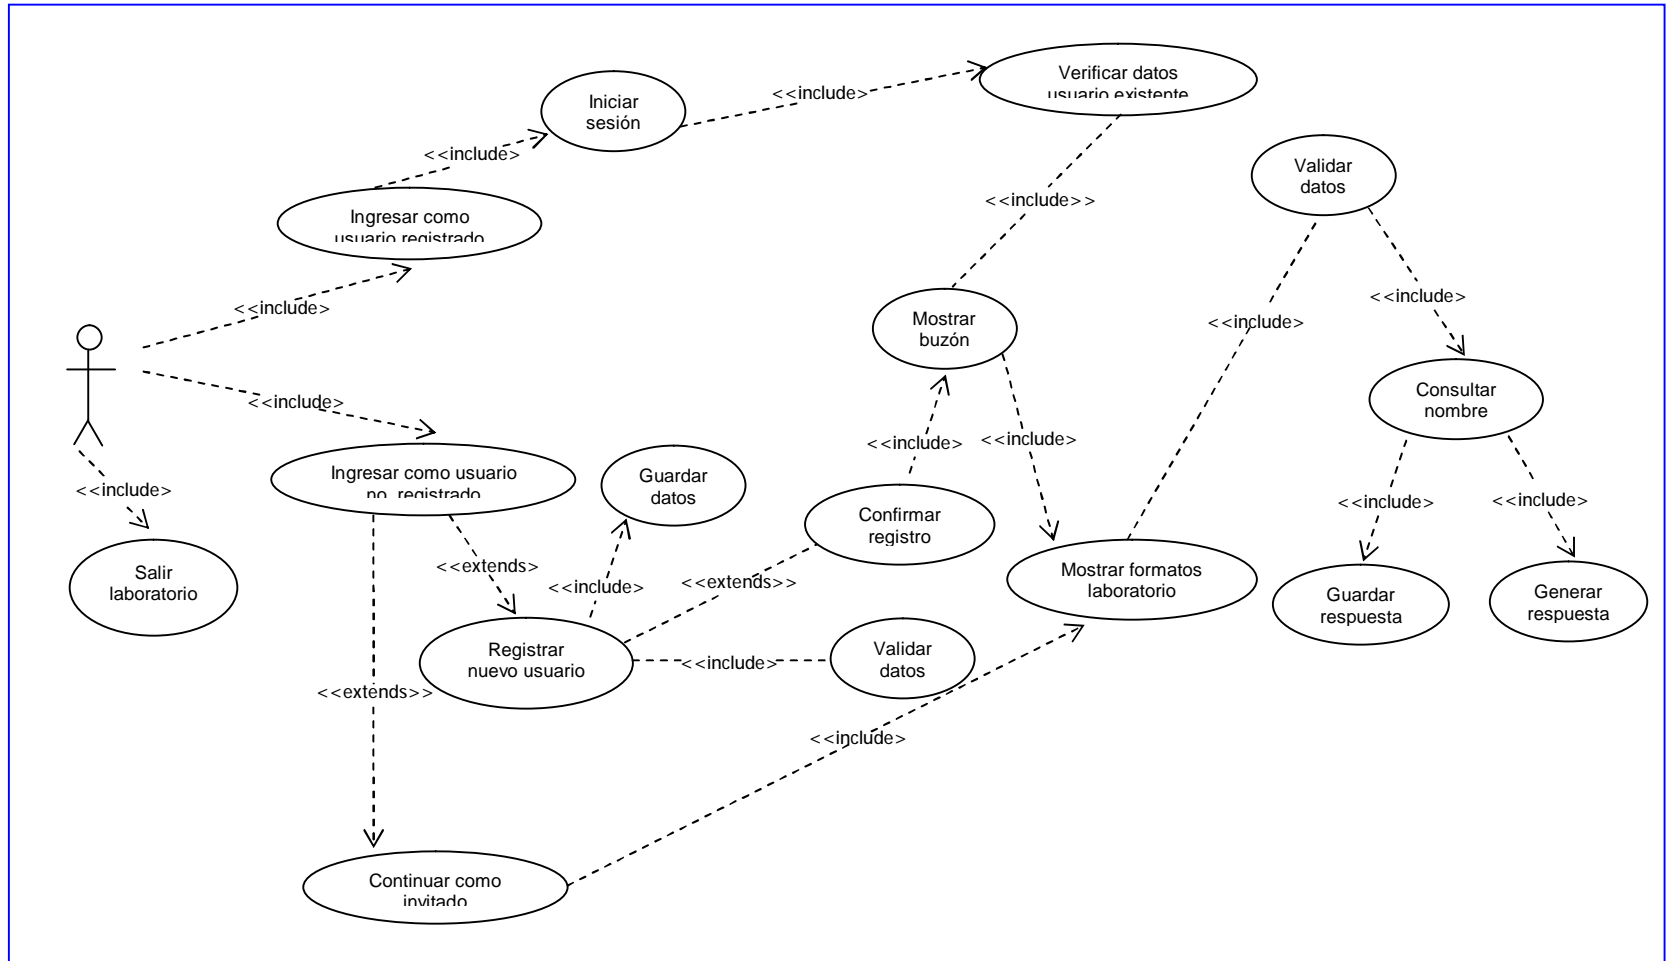 Verificar datos
usuario existente
<<include>
Iniciar
sesión
<<include>
Validar
datos
<<include>>
Ingresar como
usuario registrado
<<include>
<<include>
<<include>
Mostrar
buzón
Consultar
nombre
<<include>
<<include>
<<include>
Ingresar como usuario
no  registrado
Guardar
datos
<<include>
<<include>
<<include>
Confirmar
registro
<<extends>
<<include>
<<extends>>
Mostrar formatos
laboratorio
Salir
laboratorio
Guardar
respuesta
Generar
respuesta
Registrar
nuevo usuario
<<include>
Validar
datos
<<extends>>
<<include>
Continuar como
invitado